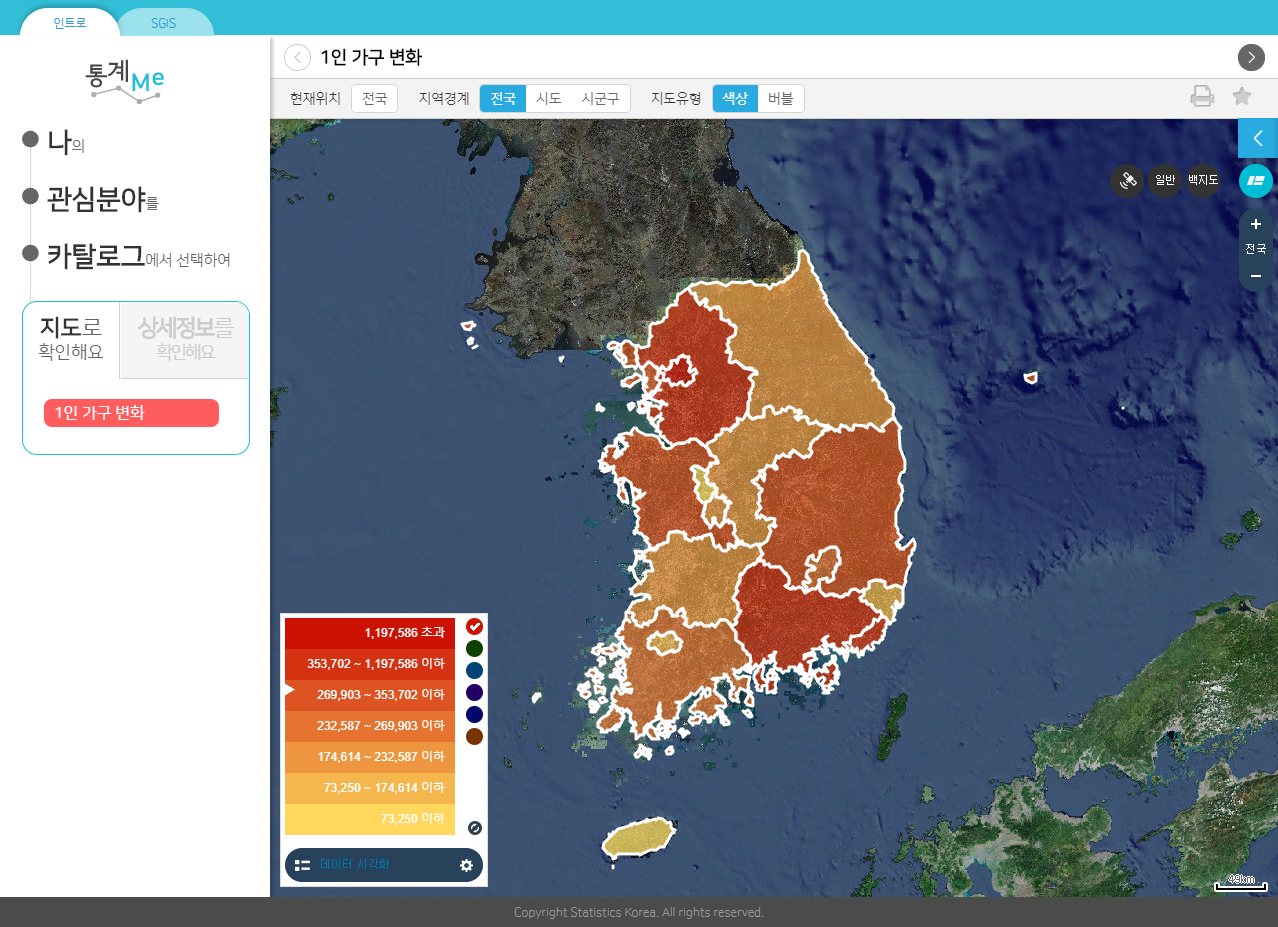 인트로
SGIS
통계Me
나의
관심분야를
카탈로그에서 선택하여
지도로
확인해요
상세정보를
확인해요
1인 가구 변화
1인 가구 변화
현재위치 전국 지역경계 전국 시도 시군구 지도유형 색상 버블
일반 백지도
+
전국
−
1,197,586 초과
353,702 ~ 1,197,586 이하
269,903 ~ 353,702 이하
232,587 ~ 269,903 이하
174,614 ~ 232,587 이하
73,250 ~ 174,614 이하
73,250 이하
데이터 시각화
49km
Copyright Statistics Korea. All rights reserved.